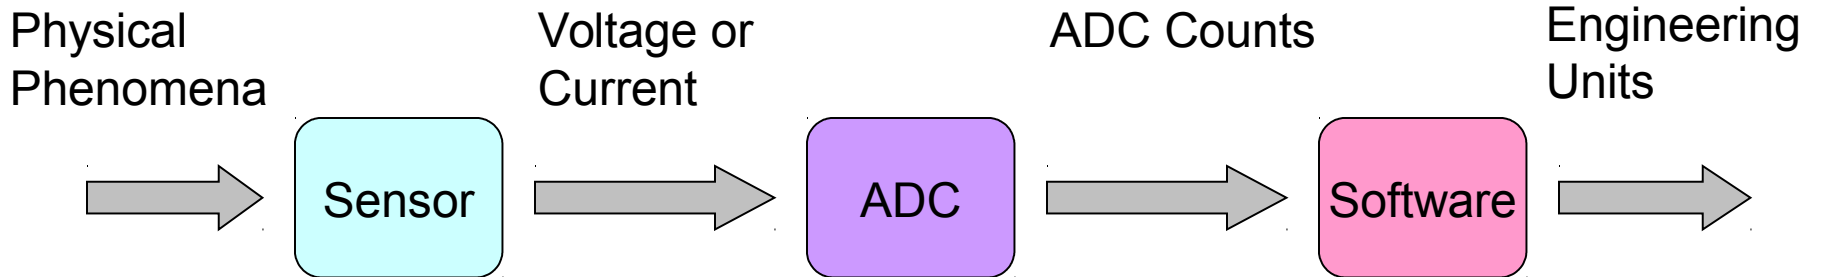 Physical
Phenomena
Voltage or
Current
ADC Counts
Engineering
Units
Sensor
ADC
Software